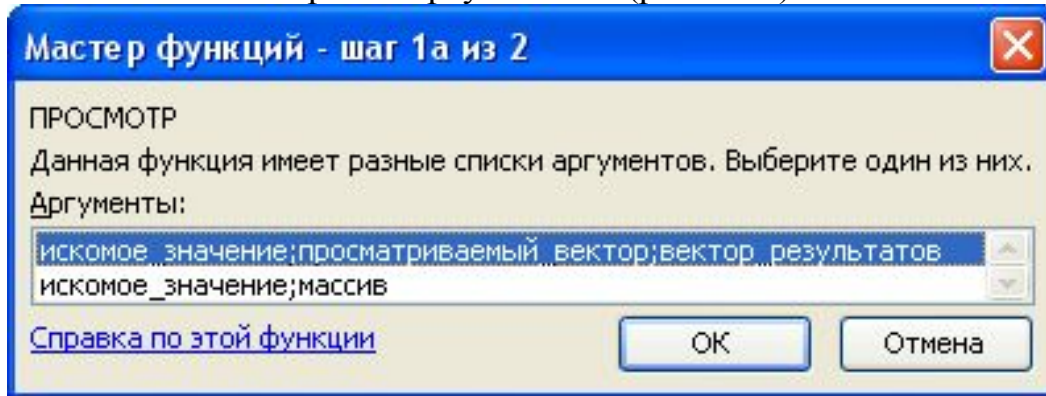 Мастер функций - шаг 1а из 2
ПРОСМОТР
Данная функция имеет разные списки аргументов. Выберите один из них.
Аргументы:
искомое_значение;просматриваемый_вектор;вектор_результатов
искомое_значение;массив
Справка по этой функции
ОК
Отмена